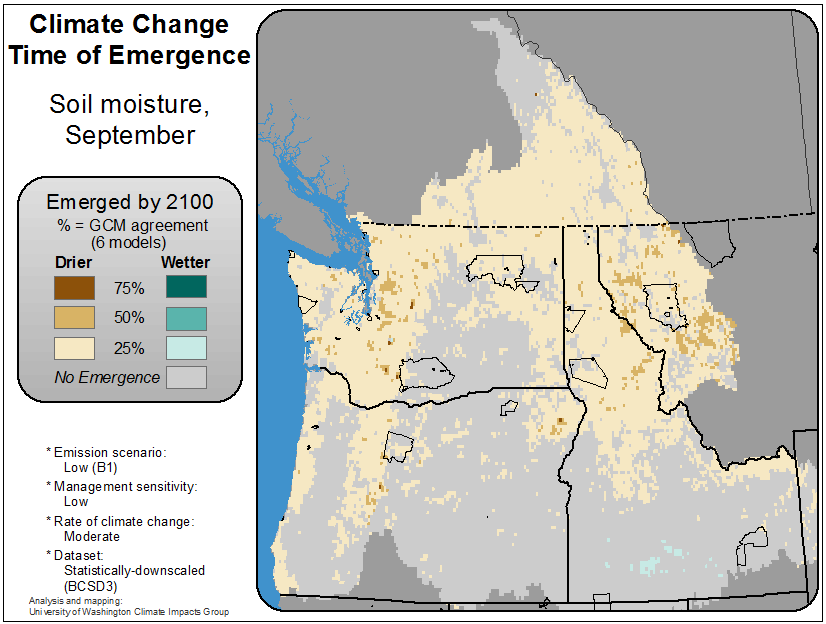 Climate Change
Time of Emergence
Soil moisture,
September
Emerged by 2100
% = GCM agreement
(6 models)
Drier Wetter
75%
50%
25%
No Emergence
* Emission scenario:
Low (B1)
* Management sensitivity:
Low
* Rate of climate change:
Moderate
* Dataset:
Statistically-downscaled
(BCSD3)
Analysis and mapping:
University of Washington Climate Impacts Group